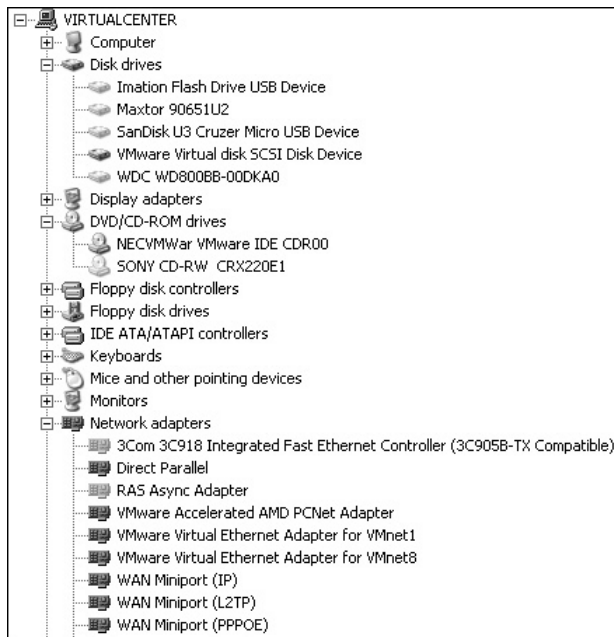 VIRTUALCENTER
Computer
Disk drives
Imation Flash Drive USB Device
Maxtor 90651U2
SanDisk U3 Cruzer Micro USB Device
VMware Virtual disk SCSI Disk Device
WDC WD800BB-00DKA0
Display adapters
DVD/CD-ROM drives
NECVMWar VMware IDE CDR00
SONY CD-RW CRX220E1
Floppy disk controllers
Floppy disk drives
IDE ATA/ATAPI controllers
Keyboards
Mice and other pointing devices
Monitors
Network adapters
3Com 3C918 Integrated Fast Ethernet Controller (3C905B-TX Compatible)
Direct Parallel
RAS Async Adapter
VMware Accelerated AMD PCNet Adapter
VMware Virtual Ethernet Adapter for VMnet1
VMware Virtual Ethernet Adapter for VMnet8
WAN Miniport (IP)
WAN Miniport (L2TP)
WAN Miniport (PPPOE)